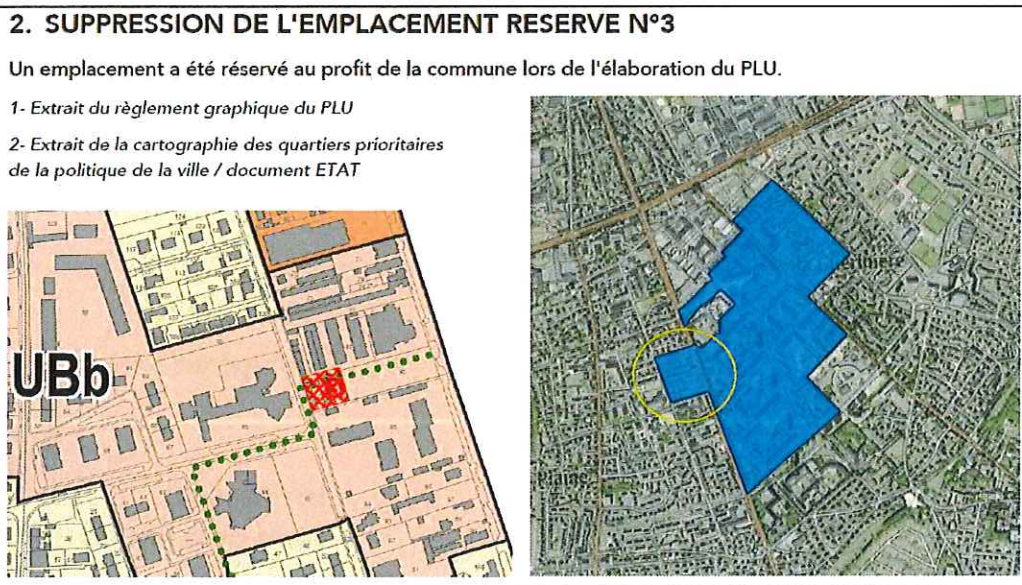 2. SUPPRESSION DE L'EMPLACEMENT RESERVE N°3
Un emplacement a été réservé au profit de la commune lors de l'élaboration du PLU.
1- Extrait du règlement graphique du PLU
2- Extrait de la cartographie des quartiers prioritaires
de la politique de la ville / document ETAT
UBb